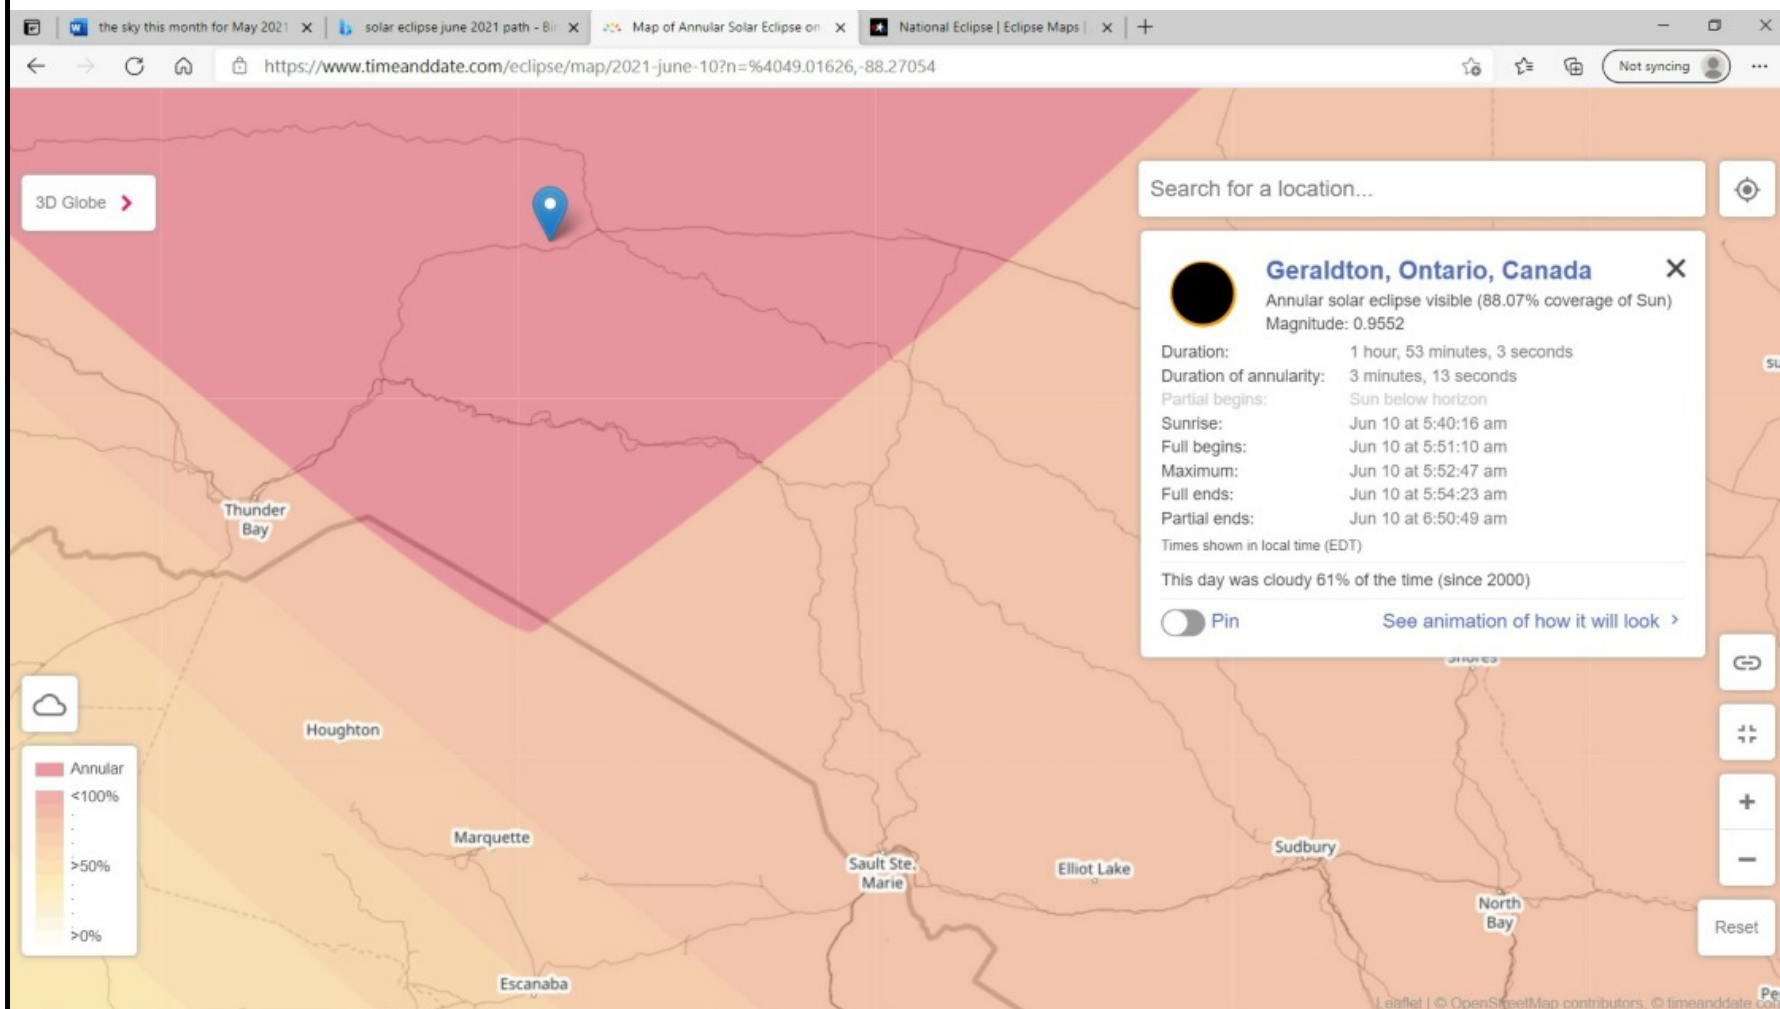 the sky this month for May 2021
solar eclipse june 2021 path - Bi
Map of Annular Solar Eclipse on
National Eclipse | Eclipse Maps |
https://www.timeanddate.com/eclipse/map/2021-june-10?n=%4049.01626,-88.27054
Not syncing
3D Globe
Search for a location...
Geraldton, Ontario, Canada
Annular solar eclipse visible (88.07% coverage of Sun)
Magnitude: 0.9552
Duration: 1 hour, 53 minutes, 3 seconds
Duration of annularity: 3 minutes, 13 seconds
Partial begins: Sun below horizon
Sunrise: Jun 10 at 5:40:16 am
Full begins: Jun 10 at 5:51:10 am
Maximum: Jun 10 at 5:52:47 am
Full ends: Jun 10 at 5:54:23 am
Partial ends: Jun 10 at 6:50:49 am
Times shown in local time (EDT)
This day was cloudy 61% of the time (since 2000)
Pin See animation of how it will look
Thunder
Bay
Shores
Houghton
Annular
<100%
>50%
>0%
Marquette
Sault Ste.
Marie
Elliot Lake
Sudbury
North
Bay
Reset
Escanaba
Leaflet | © OpenStreetMap contributors, © timeanddate.com